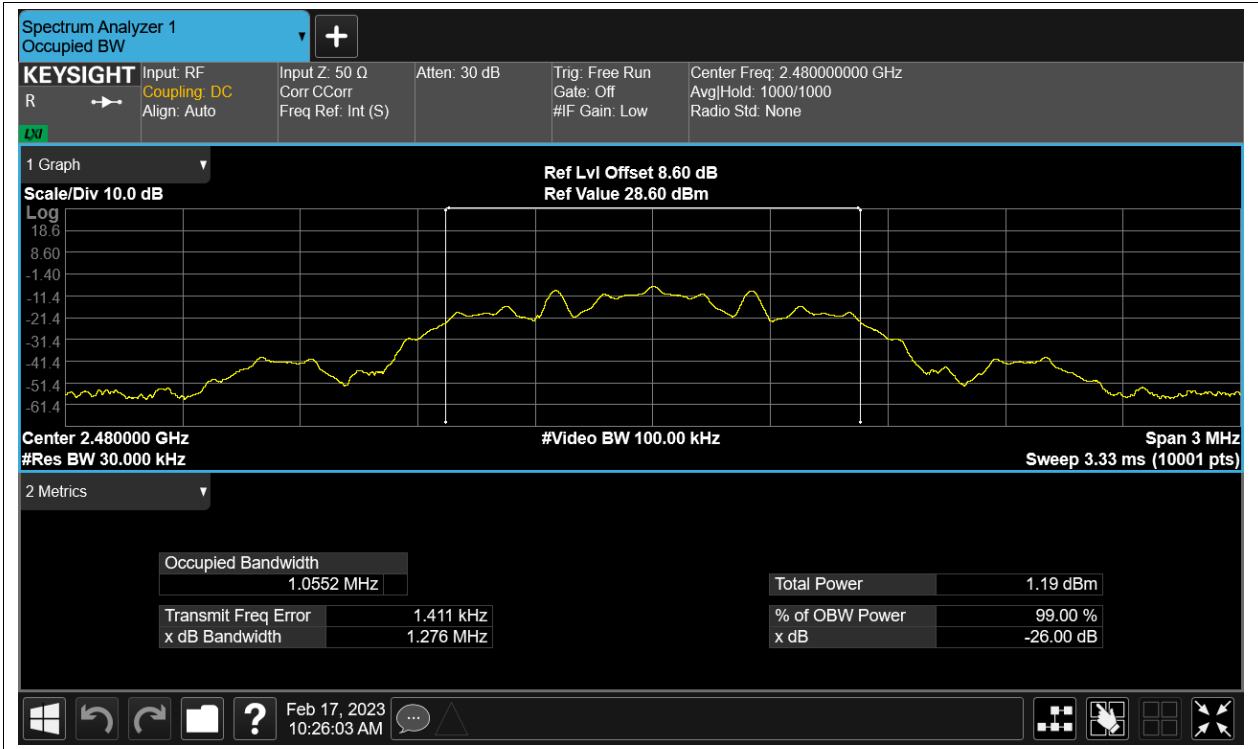 Spectrum Analyzer 1
Occupied BW
KEYSIGHT
R
LXI
Input: RF
Coupling: DC
Align: Auto
Input Z: 50 Ω
Corr CCorr
Freq Ref: Int (S)
Atten: 30 dB
Trig: Free Run
Gate: Off
#IF Gain: Low
Center Freq: 2.480000000 GHz
Avg|Hold: 1000/1000
Radio Std: None
1 Graph
Scale/Div 10.0 dB
Ref Lvl Offset 8.60 dB
Ref Value 28.60 dBm
Log
18.6
8.60
-1.40
-11.4
-21.4
-31.4
-41.4
-51.4
-61.4
Center 2.480000 GHz
#Res BW 30.000 kHz
#Video BW 100.00 kHz
Span 3 MHz
Sweep 3.33 ms (10001 pts)
2 Metrics
Occupied Bandwidth
1.0552 MHz
Transmit Freq Error 1.411 kHz
x dB Bandwidth 1.276 MHz
Total Power 1.19 dBm
% of OBW Power 99.00 %
x dB -26.00 dB
?
Feb 17, 2023
10:26:03 AM